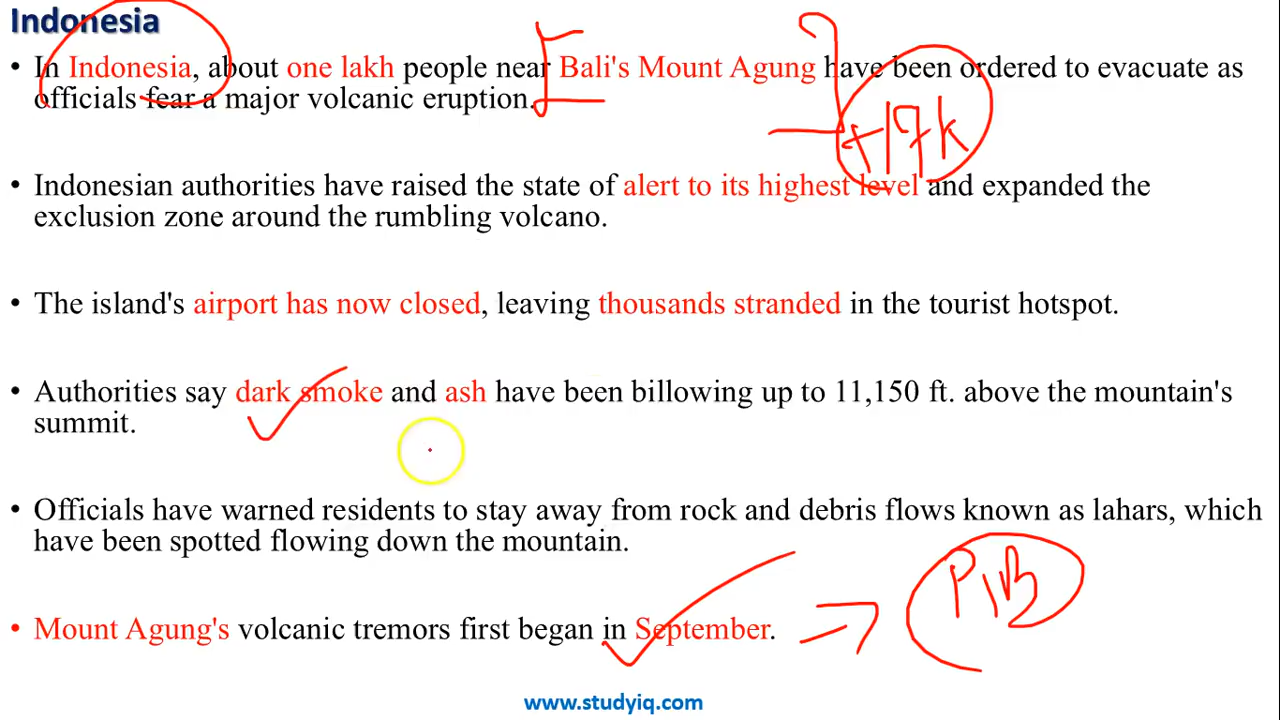 Indonesia
• In Indonesia, about one lakh people near Bali's Mount Agung have been ordered to evacuate as
officials fear a major volcanic eruption.
+17k
• Indonesian authorities have raised the state of alert to its highest level and expanded the
exclusion zone around the rumbling volcano.
• The island's airport has now closed, leaving thousands stranded in the tourist hotspot.
• Authorities say dark smoke and ash have been billowing up to 11,150 ft. above the mountain's
summit.
• Officials have warned residents to stay away from rock and debris flows known as lahars, which
have been spotted flowing down the mountain.
PIB
• Mount Agung's volcanic tremors first began in September.
www.studyiq.com